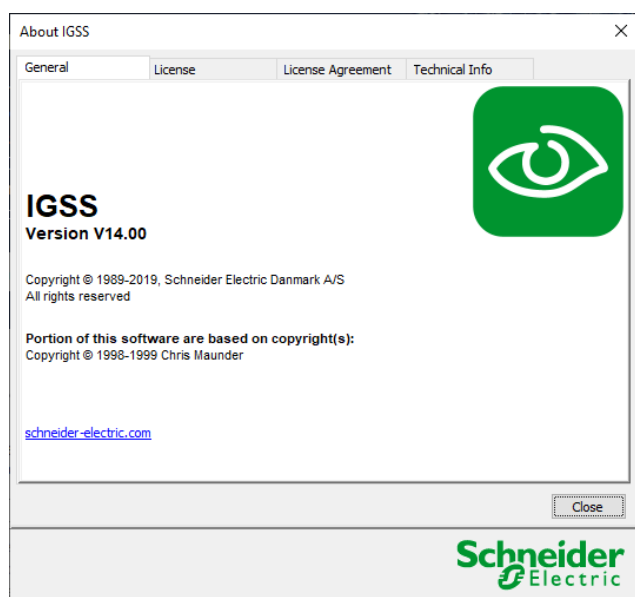 About IGSS
General License License Agreement Technical Info
IGSS
Version V14.00
Copyright © 1989-2019, Schneider Electric Danmark A/S
All rights reserved
Portion of this software are based on copyright(s):
Copyright © 1998-1999 Chris Maunder
schneider-electric.com
Close
Schneider
Electric